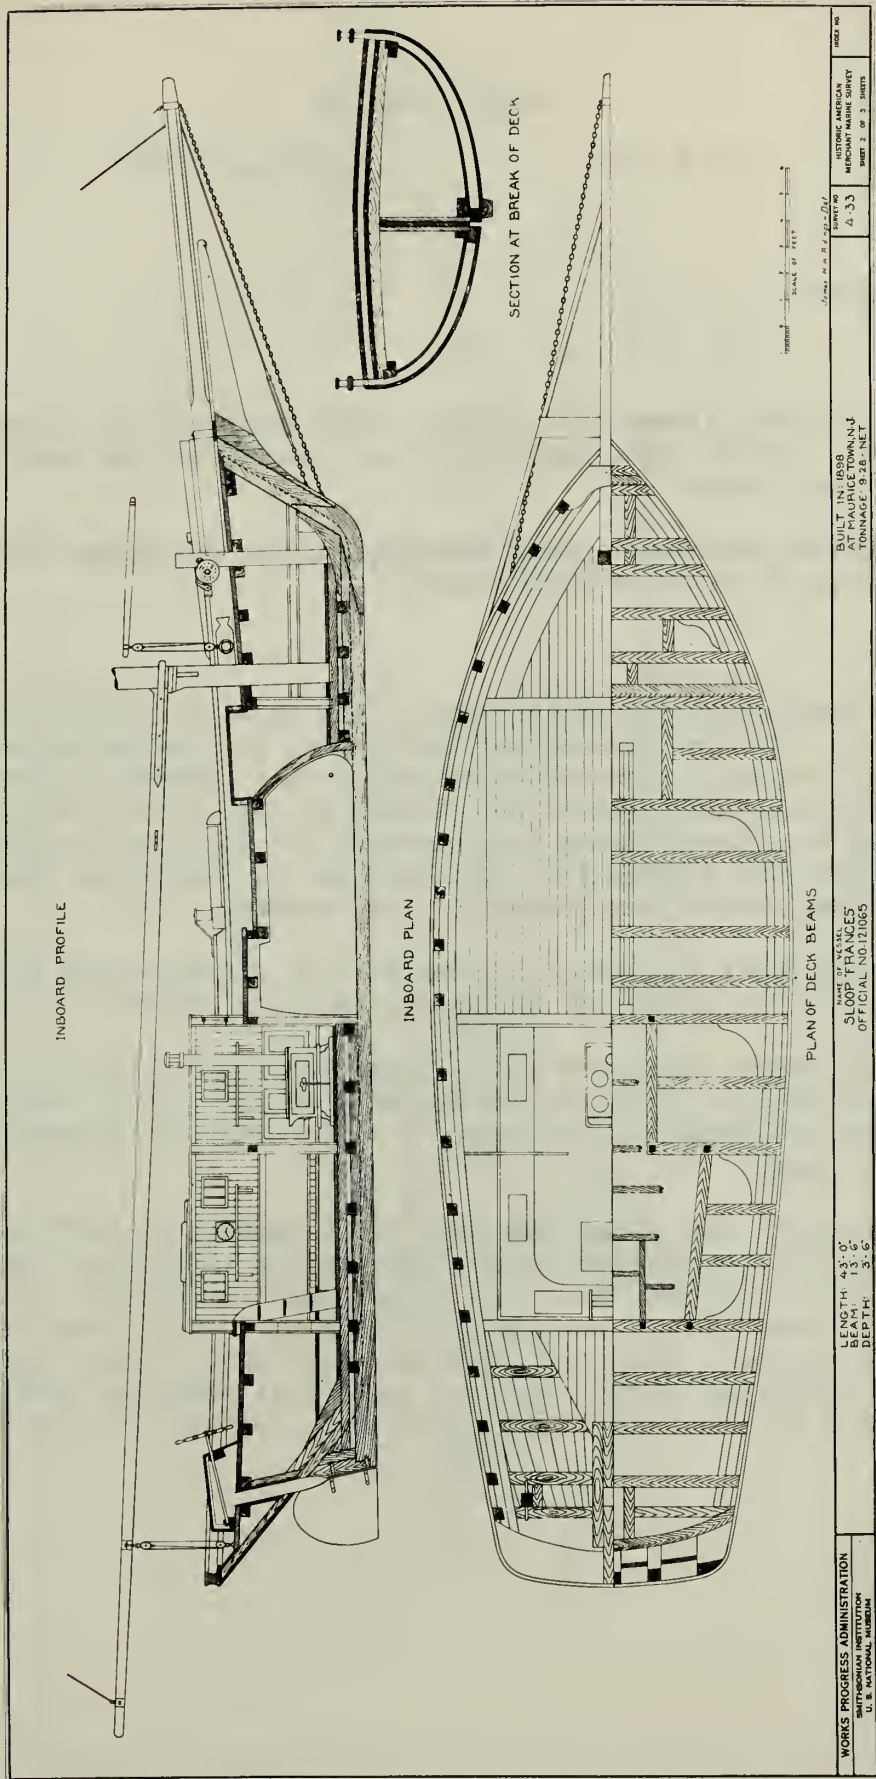 INBOARD PROFILE
SECTION AT BREAK OF DECK
INBOARD PLAN
PLAN OF DECK BEAMS
SCALE OF FEET
WORKS PROGRESS ADMINISTRATION
SMITHSONIAN INSTITUTION
U. S. NATIONAL MUSEUM
LENGTH: 43'-0"
BEAM: 13'-6"
DEPTH: 3'-6"
NAME OF VESSEL
SLOOP "FRANCES"
OFFICIAL NO. 121065
BUILT IN: 1898
AT MAURICETOWN, N.J.
TONNAGE: 9.28 - NET
SURVEY NO.
4-33
HISTORIC AMERICAN
MERCHANT MARINE SURVEY
SHEET 2 OF 3 SHEETS
INDEX NO.